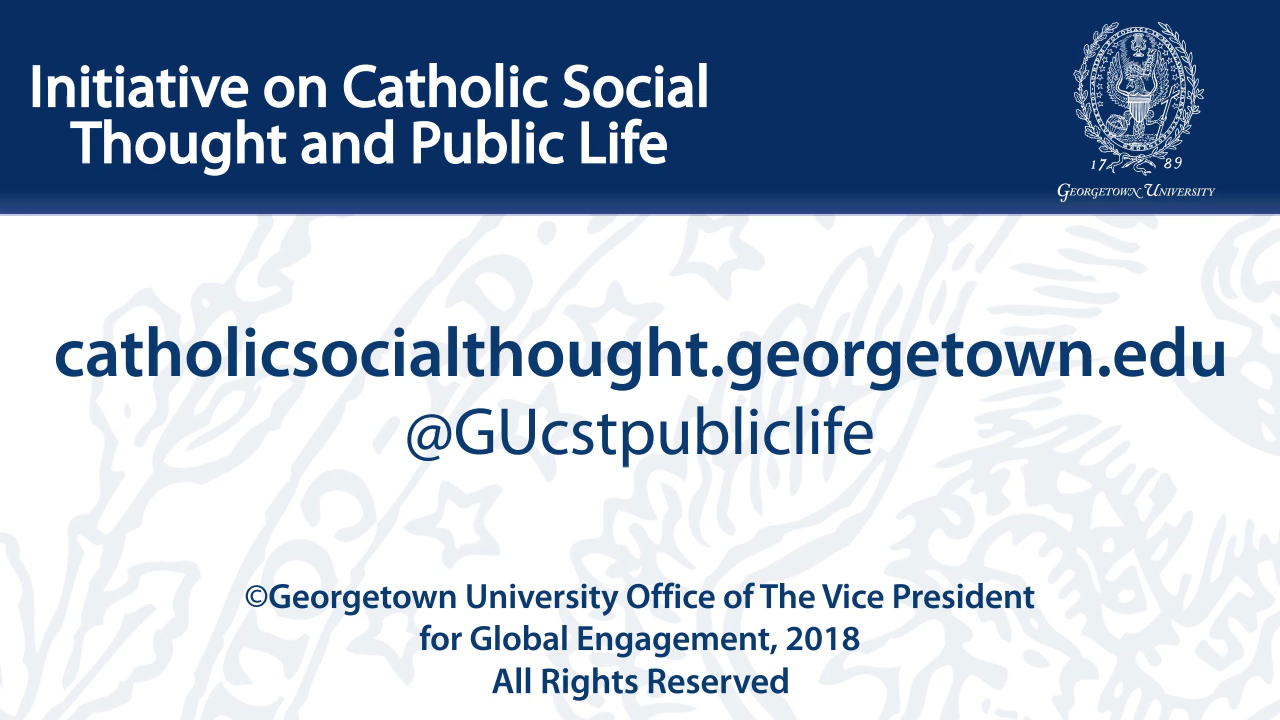 Initiative on Catholic Social
Thought and Public Life
17 89
Georgetown University
catholicsocialthought.georgetown.edu
@GUcstpubliclife
©Georgetown University Office of The Vice President
for Global Engagement, 2018
All Rights Reserved